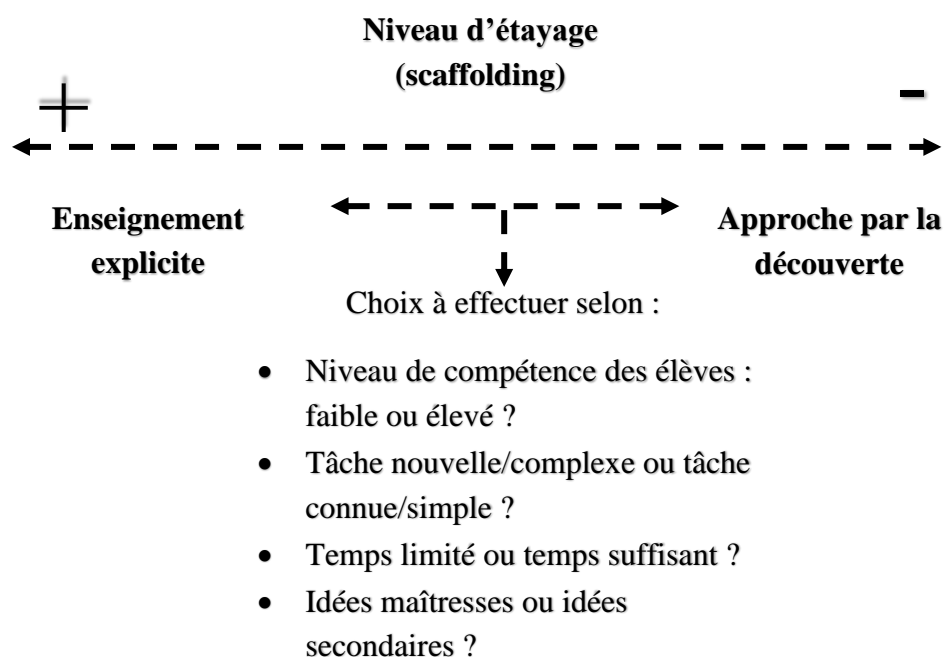 Niveau d’étayage
(scaffolding)
+
-
Enseignement
explicite
Approche par la
découverte
Choix à effectuer selon :
• Niveau de compétence des élèves :
faible ou élevé ?
• Tâche nouvelle/complexe ou tâche
connue/simple ?
• Temps limité ou temps suffisant ?
• Idées maîtresses ou idées
secondaires ?